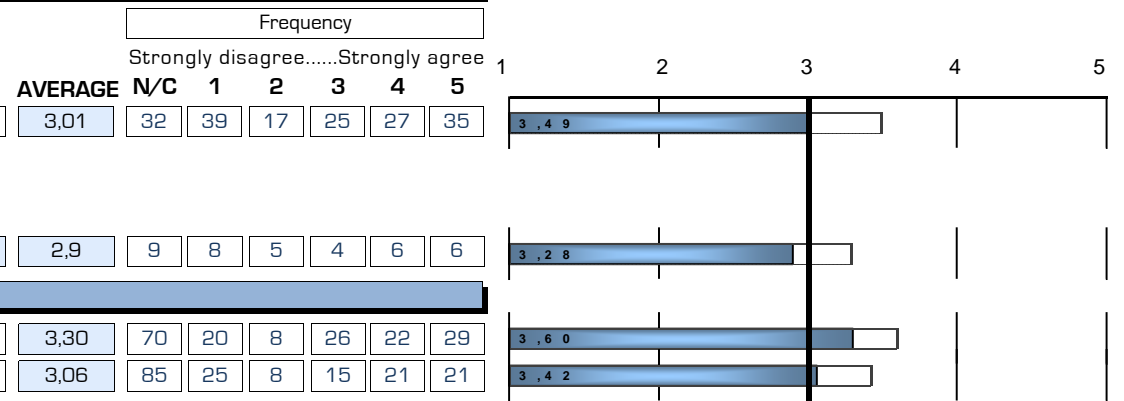 Frequency
Strongly disagree......Strongly agree
1 2 3 4 5
AVERAGE N/C 1 2 3 4 5
3,01 32 39 17 25 27 35 3,49
2,9 9 8 5 4 6 6 3,28
3,30 70 20 8 26 22 29 3,60
3,06 85 25 8 15 21 21 3,42